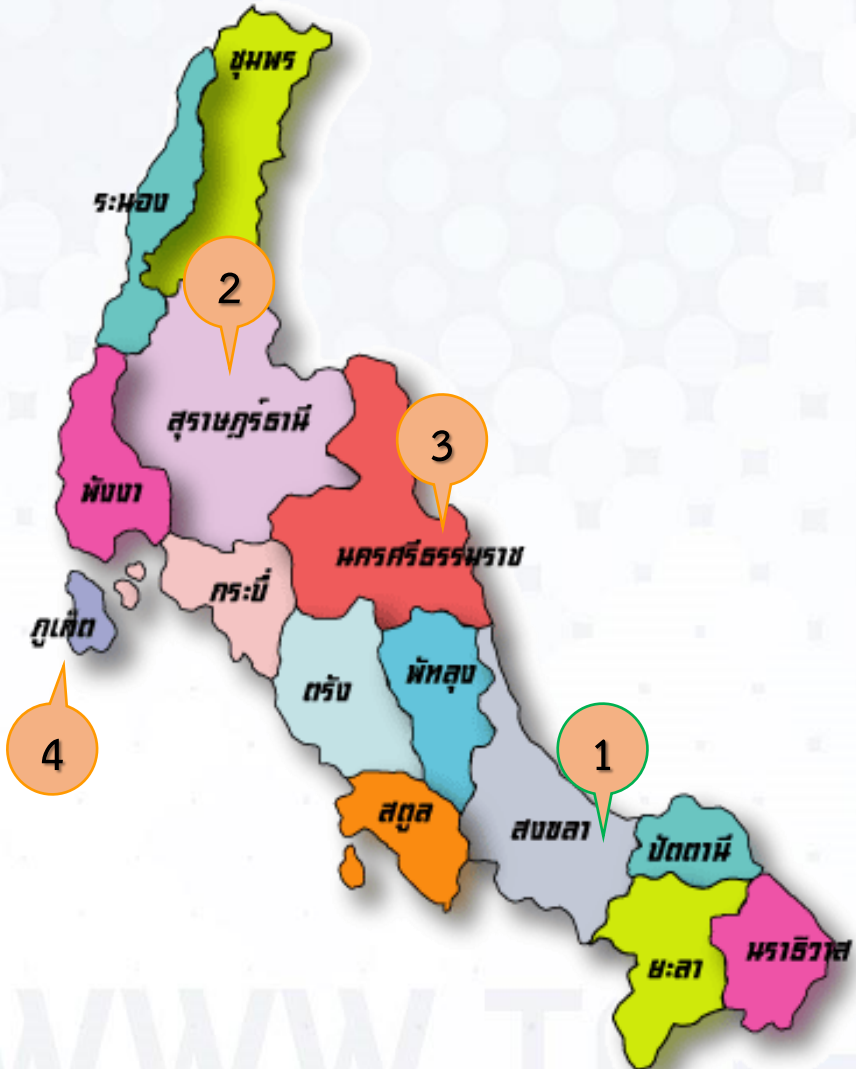 ชุมพร
ระนอง
2
สุราษฎร์ธานี
3
พังงา
นครศรีธรรมราช
กระบี่
ภูเก็ต
พัทลุง
ตรัง
4
1
สตูล
สงขลา
ปัตตานี
นราธิวาส
ยะลา